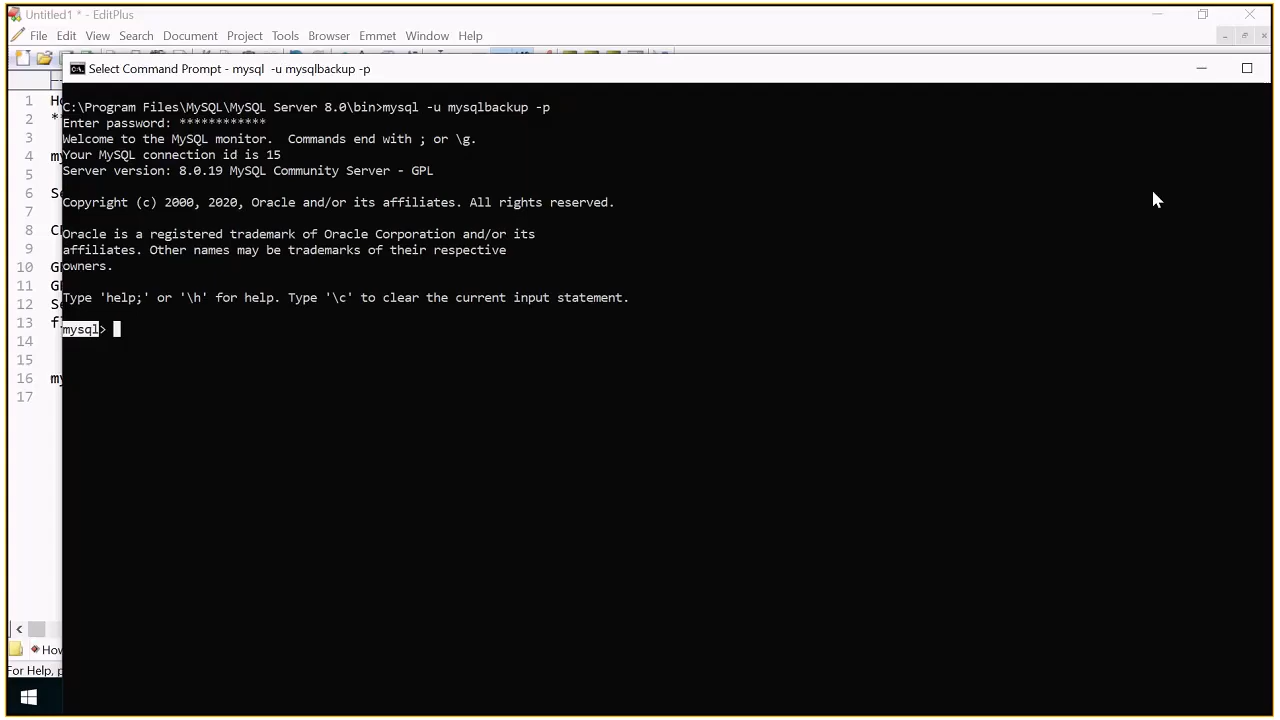 Untitled1 * - EditPlus
File Edit View Search Document Project Tools Browser Emmet Window Help
Select Command Prompt - mysql  -u mysqlbackup -p
1
2
3
4
5
6
7
8
9
10
11
12
13
14
15
16
17
C:\Program Files\MySQL\MySQL Server 8.0\bin>mysql -u mysqlbackup -p
Enter password: ************
Welcome to the MySQL monitor.  Commands end with ; or \g.
Your MySQL connection id is 15
Server version: 8.0.19 MySQL Community Server - GPL
Copyright (c) 2000, 2020, Oracle and/or its affiliates. All rights reserved.
Oracle is a registered trademark of Oracle Corporation and/or its
affiliates. Other names may be trademarks of their respective
owners.
Type 'help;' or '\h' for help. Type '\c' to clear the current input statement.
mysql>
How
For Help, p